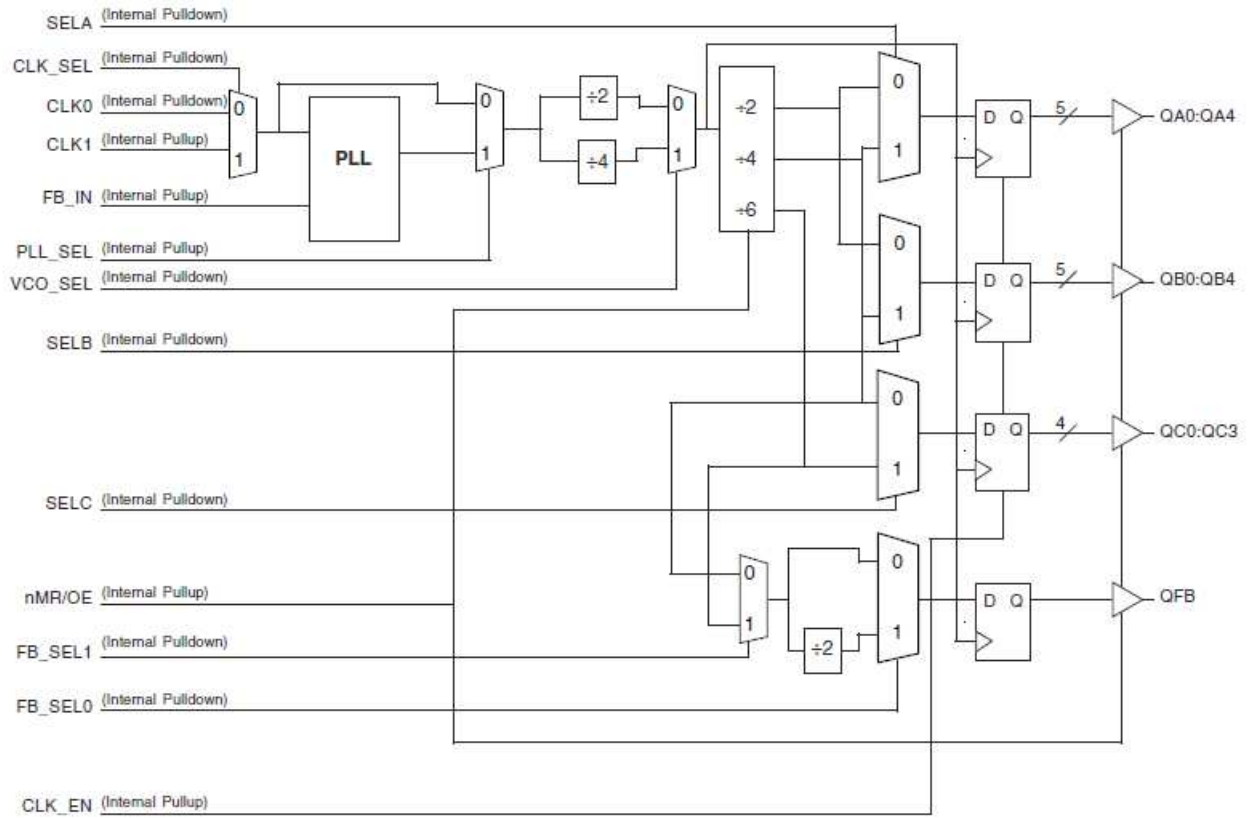 SELA (Internal Pulldown)
CLK_SEL (Internal Pulldown)
CLK0 (Internal Pulldown)
CLK1 (Internal Pullup)
FB_IN (Internal Pullup)
PLL_SEL (Internal Pullup)
VCO_SEL (Internal Pulldown)
SELB (Internal Pulldown)
SELC (Internal Pulldown)
nMR/OE (Internal Pullup)
FB_SEL1 (Internal Pulldown)
FB_SEL0 (Internal Pulldown)
CLK_EN (Internal Pullup)
0
1
PLL
0
1
÷2
÷4
0
1
÷2
÷4
÷6
0
1
D Q
5
QA0:QA4
0
1
D Q
5
QB0:QB4
0
1
D Q
4
QC0:QC3
0
1
÷2
0
1
D Q
QFB